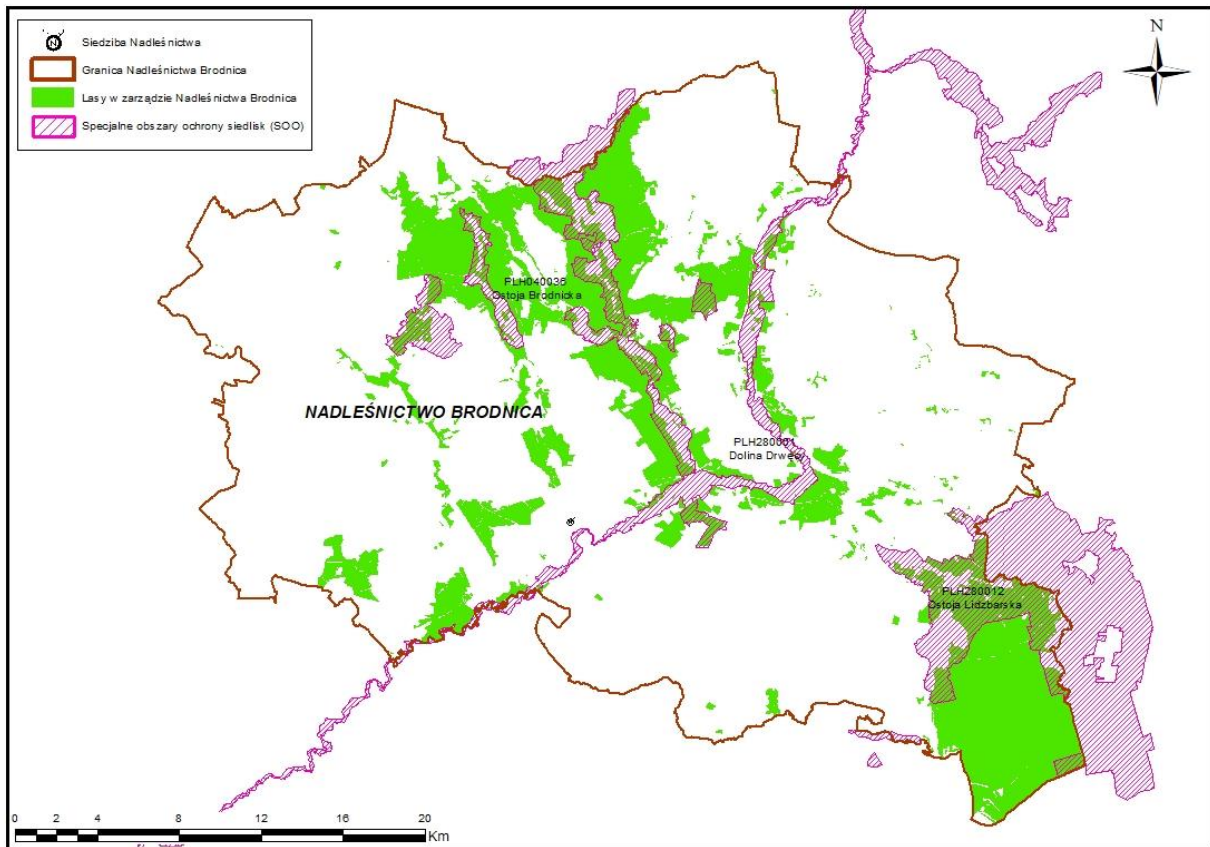 Siedziba Nadleśnictwa
Granica Nadleśnictwa Brodnica
Lasy w zarządzie Nadleśnictwa Brodnica
Specjalne obszary ochrony siedlisk (SOO)
N
PLH040036
Ostoja Brodnicka
NADLEŚNICTWO BRODNICA
PLH280001
Dolina Drwęcy
PLH280012
Ostoja Lidzbarska
0 2 4 8 12 16 20
Km